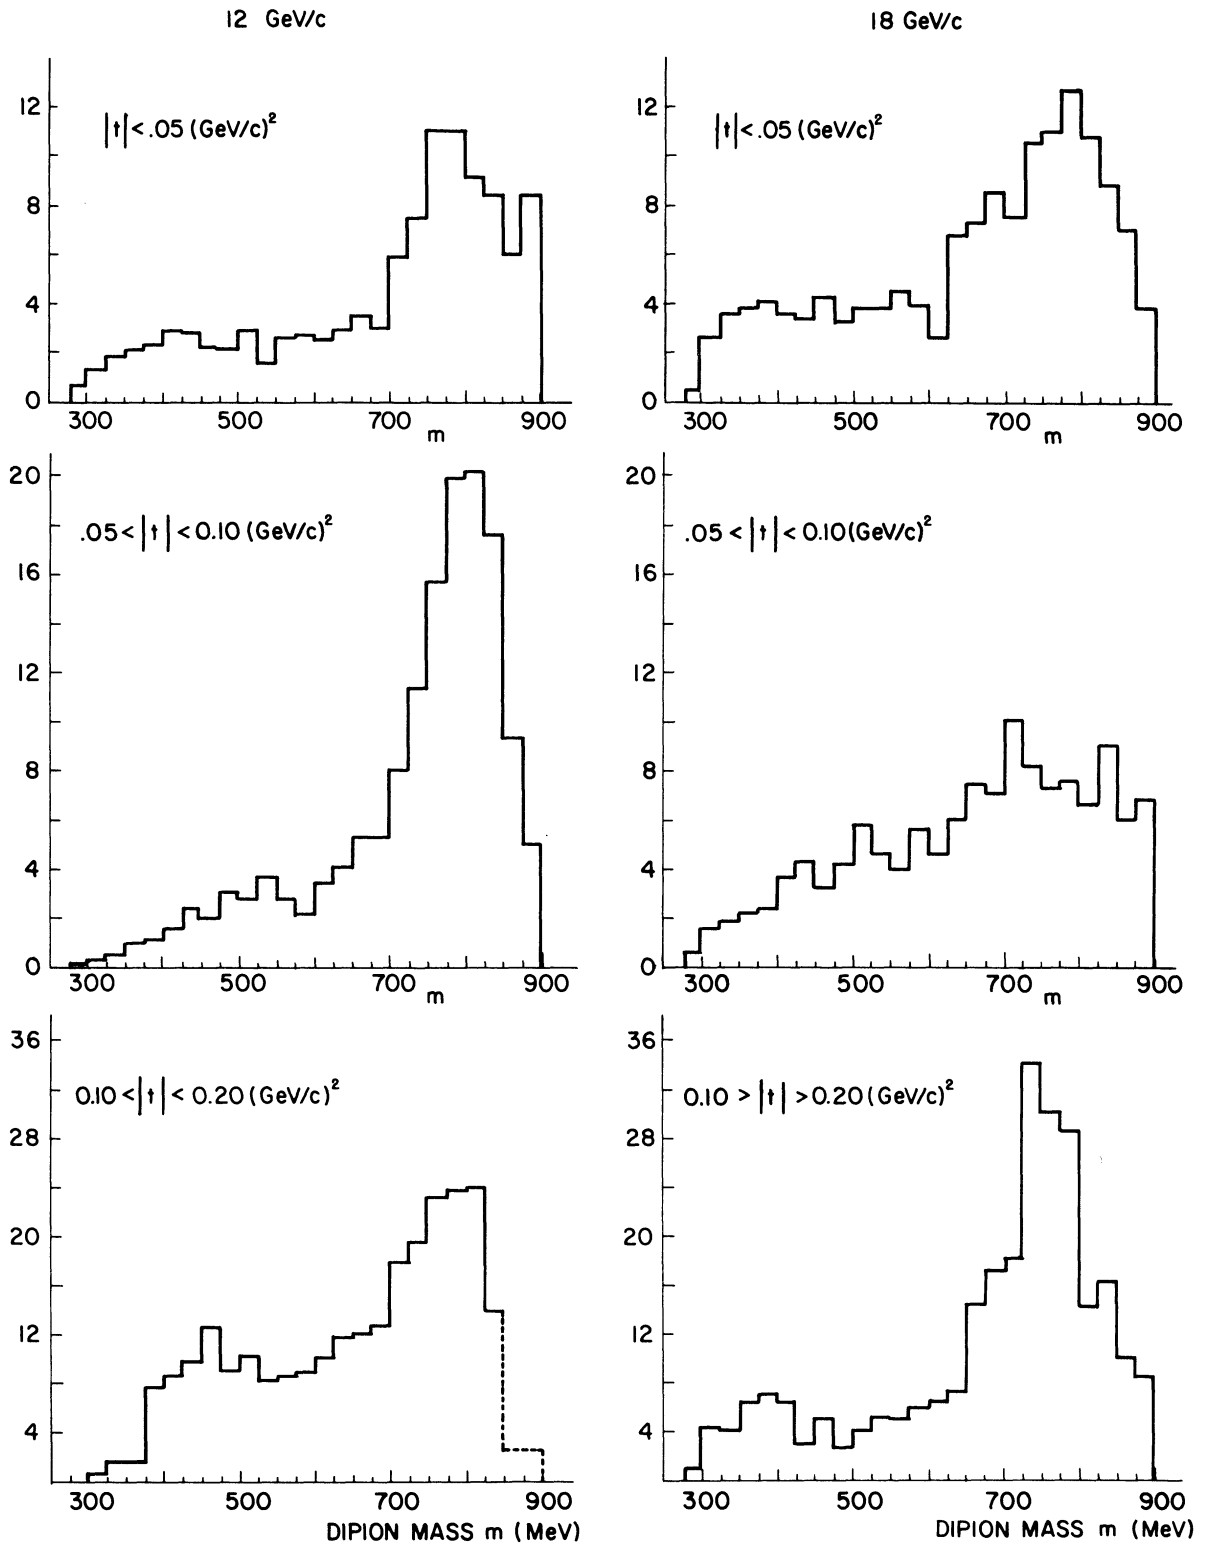 12 GeV/c
18 GeV/c
12
|t| < .05 (GeV/c)²
8
4
0
300 500 700 m 900
12
|t| < .05 (GeV/c)²
8
4
0
300 500 700 m 900
20
.05 < |t| < 0.10 (GeV/c)²
16
12
8
4
0
300 500 700 m 900
20
.05 < |t| < 0.10 (GeV/c)²
16
12
8
4
0
300 500 700 m 900
36
0.10 < |t| < 0.20 (GeV/c)²
28
20
12
4
300 500 700 900
DIPION MASS m (MeV)
36
0.10 > |t| > 0.20 (GeV/c)²
28
20
12
4
300 500 700 900
DIPION MASS m (MeV)